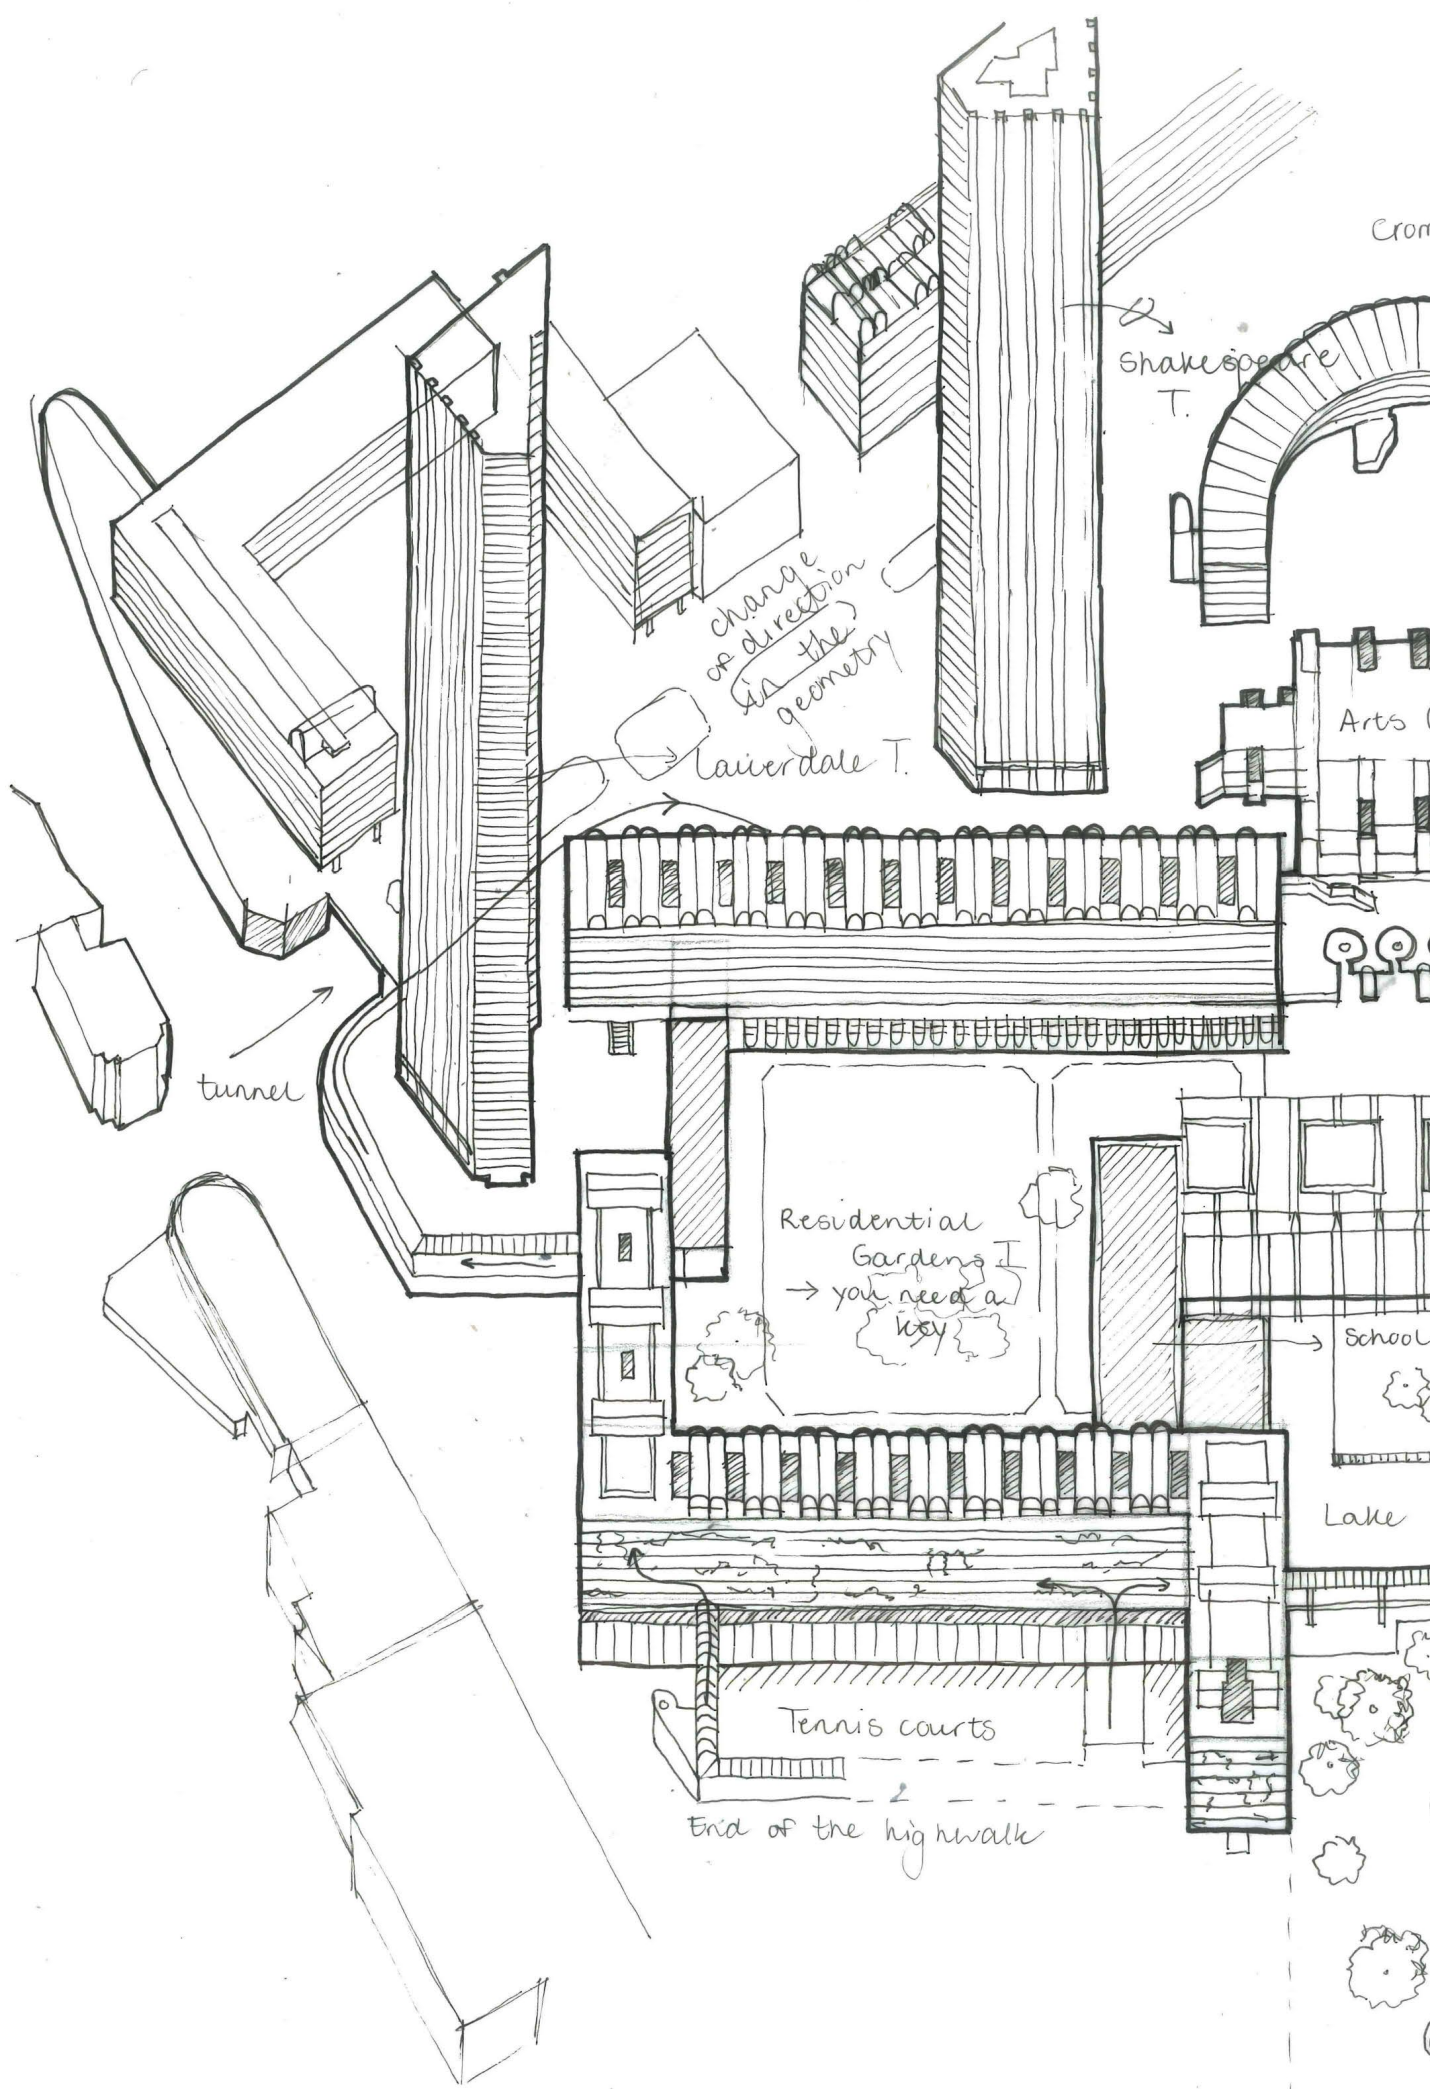 Crom
Shakespeare
T.
change
of direction
in the
geometry
Arts
Lauderdale T.
tunnel
Residential
Gardens I
→ you need a
key
School
Lake
Tennis courts
End of the highwalk